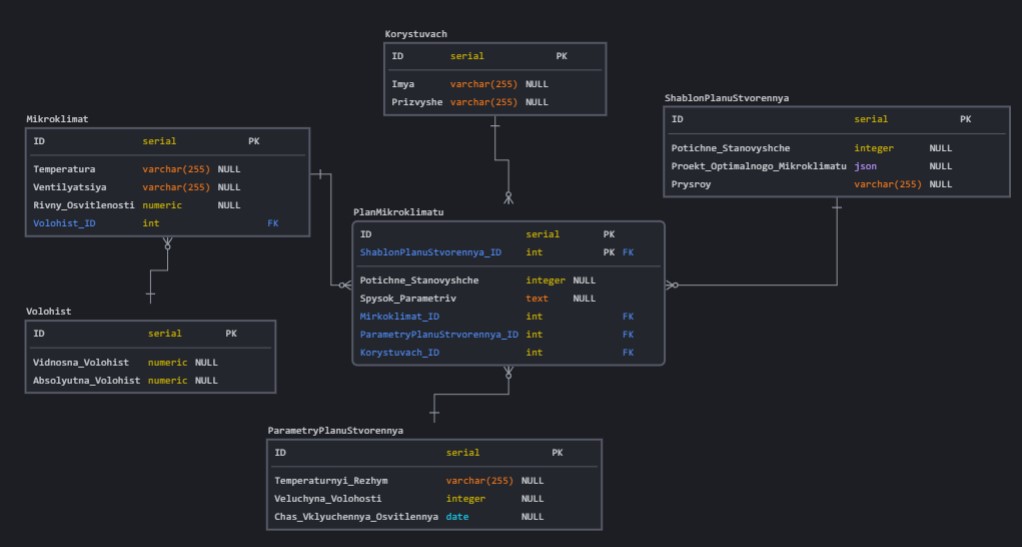 Korystuvach
ID serial PK
Imya varchar(255) NULL
Prizvyshe varchar(255) NULL
ShablonPlanuStvorennya
ID serial PK
Potichne_Stanovyshche integer NULL
Proekt_Optimalnogo_Mikroklimatu json NULL
Prysroy varchar(255) NULL
Mikroklimat
ID serial PK
Temperatura varchar(255) NULL
Ventilyatsiya varchar(255) NULL
Rivny_Osvitlenosti numeric NULL
Volohist_ID int FK
PlanMikroklimatu
ID serial PK
ShablonPlanuStvorennya_ID int PK FK
Potichne_Stanovyshche integer NULL
Spysok_Parametriv text NULL
Mirkoklimat_ID int FK
ParametryPlanuStrvorennya_ID int FK
Korystuvach_ID int FK
Volohist
ID serial PK
Vidnosna_Volohist numeric NULL
Absolyutna_Volohist numeric NULL
ParametryPlanuStvorennya
ID serial PK
Temperaturnyi_Rezhym varchar(255) NULL
Veluchyna_Volohosti integer NULL
Chas_Vklyuchennya_Osvitlennya date NULL